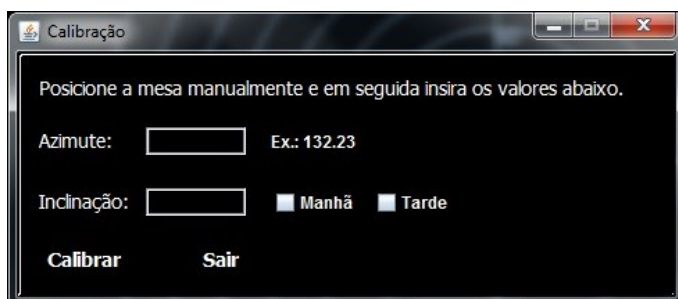 Calibração
Posicione a mesa manualmente e em seguida insira os valores abaixo.
Azimute: Ex.: 132.23
Inclinação: Manhã Tarde
Calibrar Sair